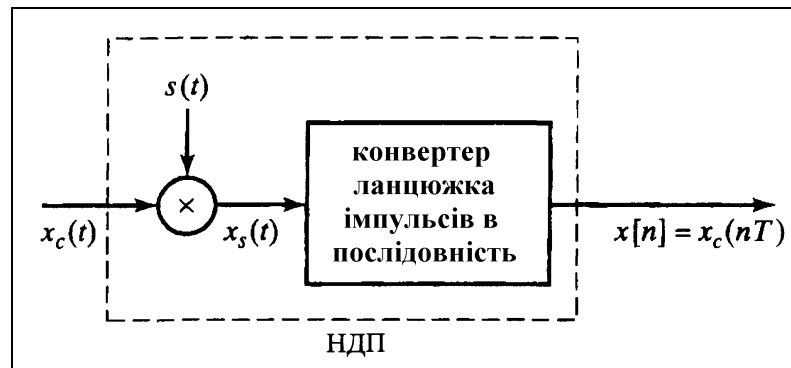 s(t)
×
x_c(t)
x_s(t)
конвертер
ланцюжка
імпульсів в
послідовність
x[n] = x_c(nT)
НДП